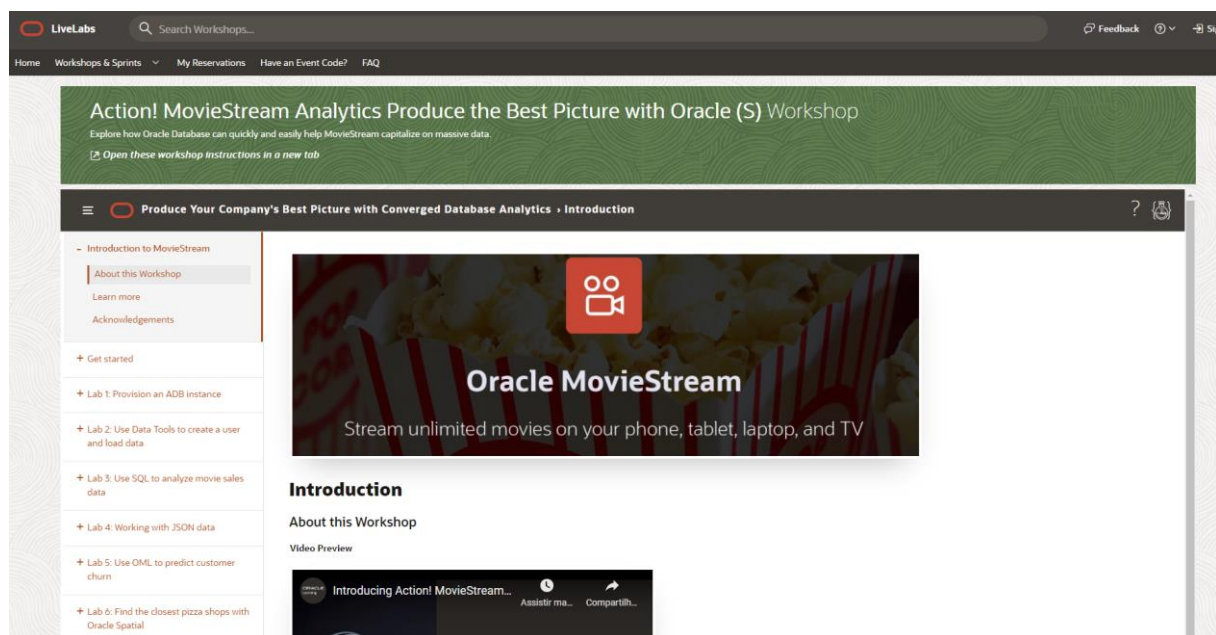 LiveLabs
Search Workshops...
Feedback
Home Workshops & Sprints My Reservations Have an Event Code? FAQ
Action! MovieStream Analytics Produce the Best Picture with Oracle (S) Workshop
Explore how Oracle Database can quickly and easily help MovieStream capitalize on massive data.
Open these workshop instructions in a new tab
Produce Your Company's Best Picture with Converged Database Analytics › Introduction
?
- Introduction to MovieStream
About this Workshop
Learn more
Acknowledgements
+ Get started
+ Lab 1: Provision an ADB instance
+ Lab 2: Use Data Tools to create a user
and load data
+ Lab 3: Use SQL to analyze movie sales
data
+ Lab 4: Working with JSON data
+ Lab 5: Use OML to predict customer
churn
+ Lab 6: Find the closest pizza shops with
Oracle Spatial
Oracle MovieStream
Stream unlimited movies on your phone, tablet, laptop, and TV
Introduction
About this Workshop
Video Preview
Introducing Action! MovieStream...
Assistir ma... Compartilh...